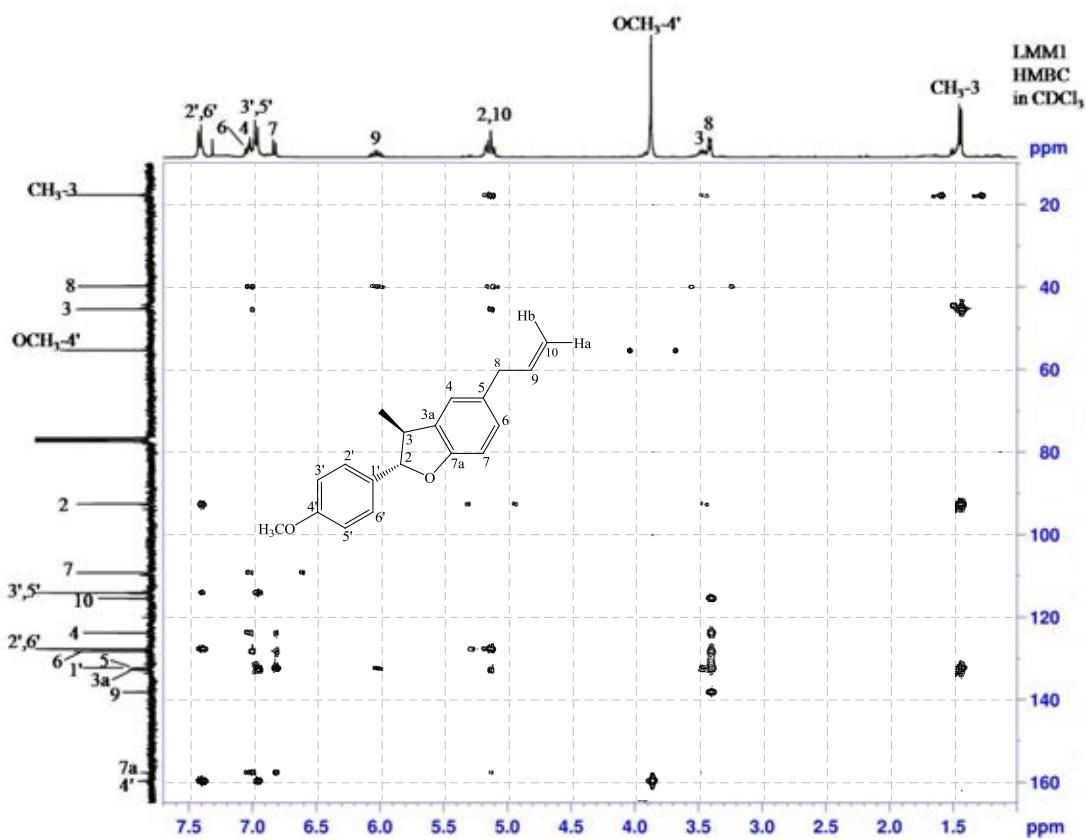 OCH₃-4'
LMM1
HMBC
in CDCl₃
CH₃-3
2',6'
3',5'
6
4
7
9
2,10
8
3
ppm
CH₃-3
20
8
40
3
OCH₃-4'
60
80
2
100
7
3',5'
10
120
4
2',6'
6
5
1'
3a
9
140
7a
4'
160
Hb
10
Ha
8
9
4
5
3a
6
3
2
7a
7
O
1'
2'
3'
4'
5'
6'
H₃CO
7.5 7.0 6.5 6.0 5.5 5.0 4.5 4.0 3.5 3.0 2.5 2.0 1.5 ppm